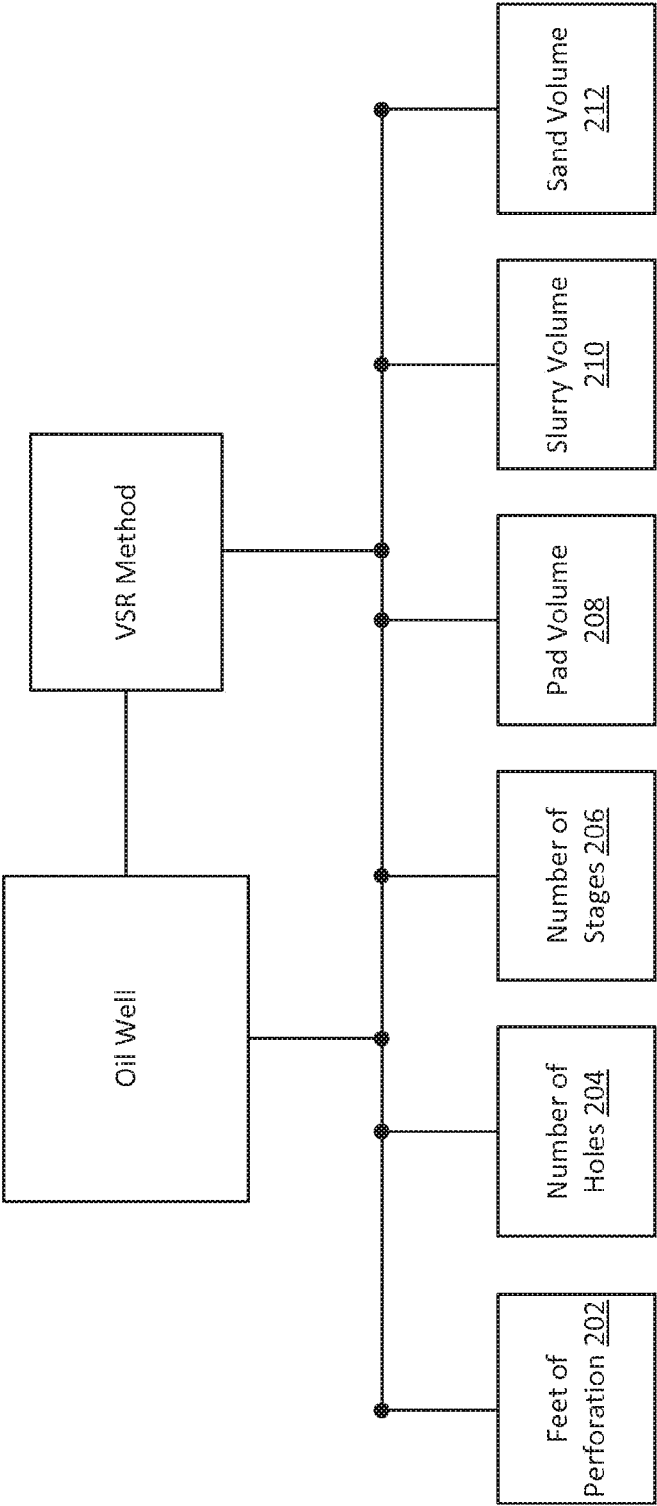 Oil Well
VSR Method
Feet of
Perforation 202
Number of
Holes 204
Number of
Stages 206
Pad Volume
208
Slurry Volume
210
Sand Volume
212